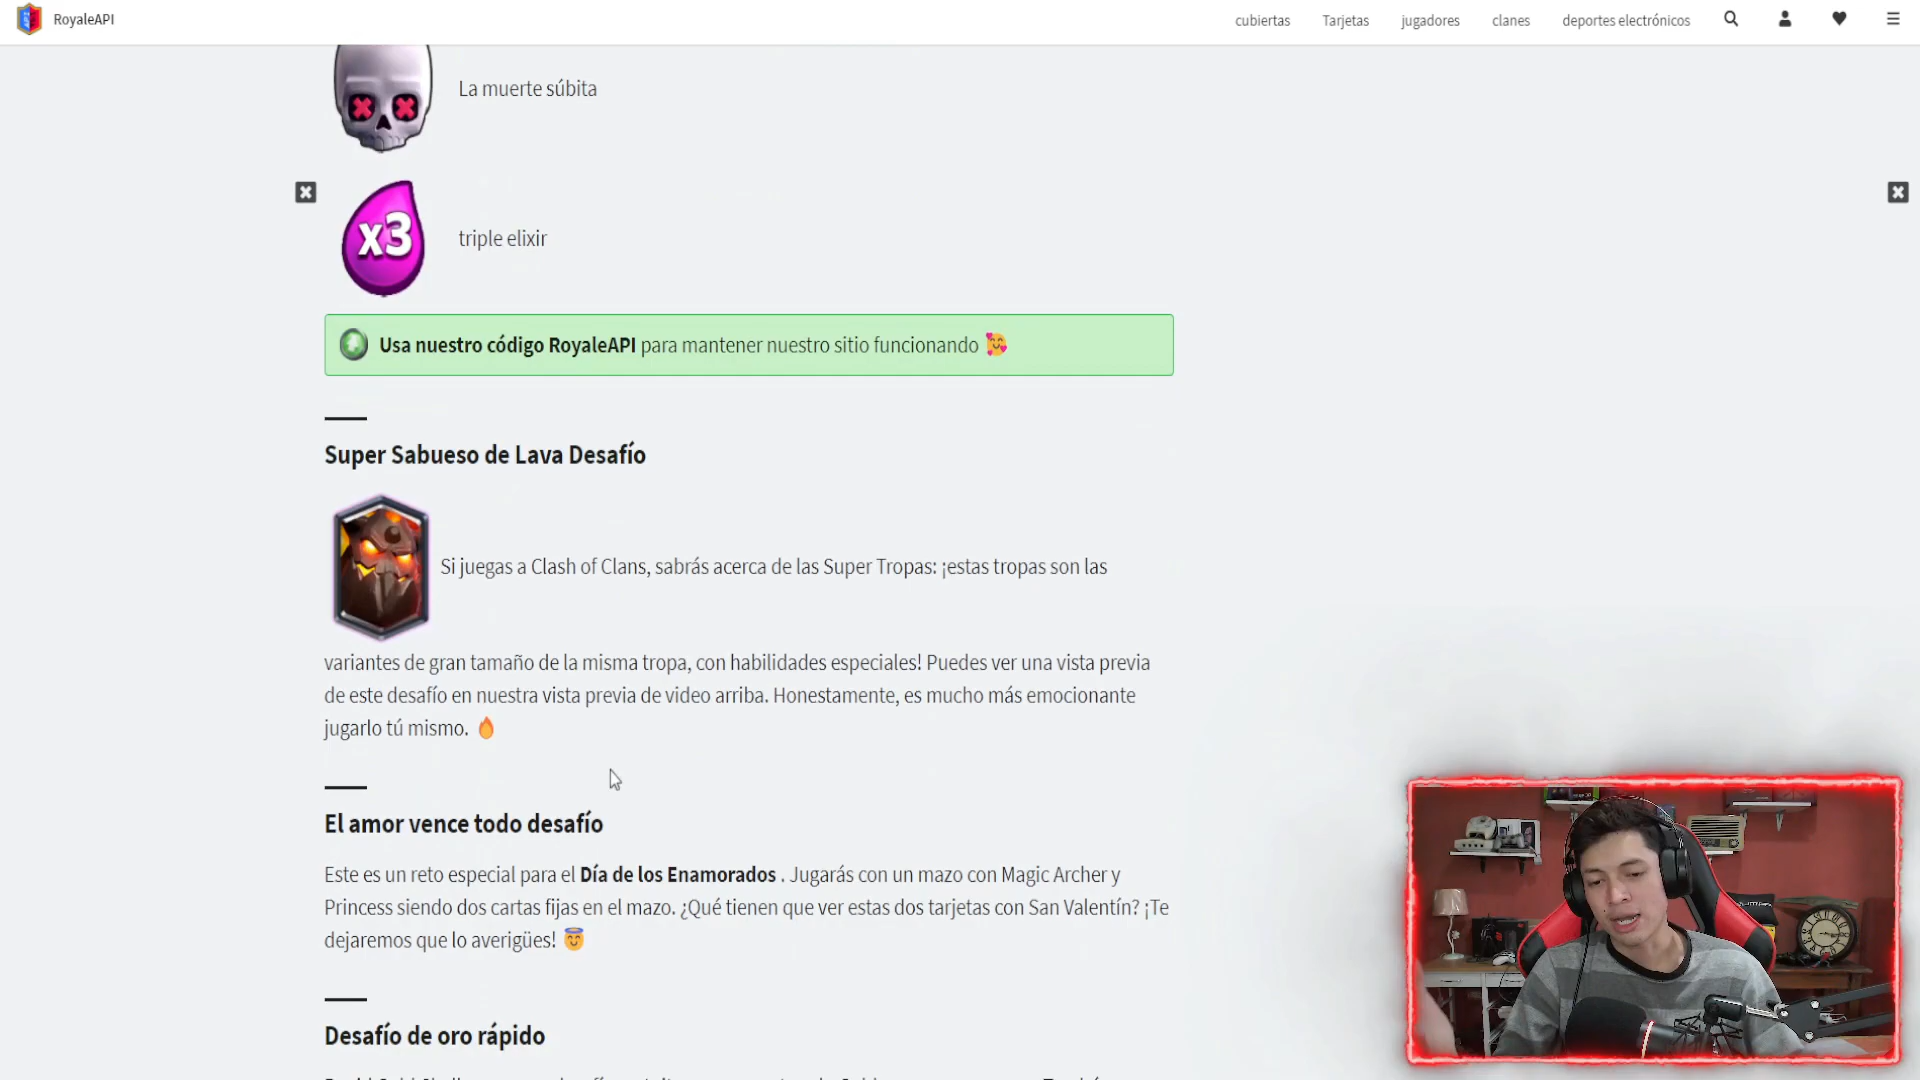 RoyaleAPI
cubiertas
Tarjetas
jugadores
clanes
deportes electrónicos
La muerte súbita
x3
triple elixir
Usa nuestro código RoyaleAPI para mantener nuestro sitio funcionando
Super Sabueso de Lava Desafío
Si juegas a Clash of Clans, sabrás acerca de las Super Tropas: ¡estas tropas son las
variantes de gran tamaño de la misma tropa, con habilidades especiales! Puedes ver una vista previa
de este desafío en nuestra vista previa de video arriba. Honestamente, es mucho más emocionante
jugarlo tú mismo.
El amor vence todo desafío
Este es un reto especial para el Día de los Enamorados . Jugarás con un mazo con Magic Archer y
Princess siendo dos cartas fijas en el mazo. ¿Qué tienen que ver estas dos tarjetas con San Valentín? ¡Te
dejaremos que lo averigües!
Desafío de oro rápido